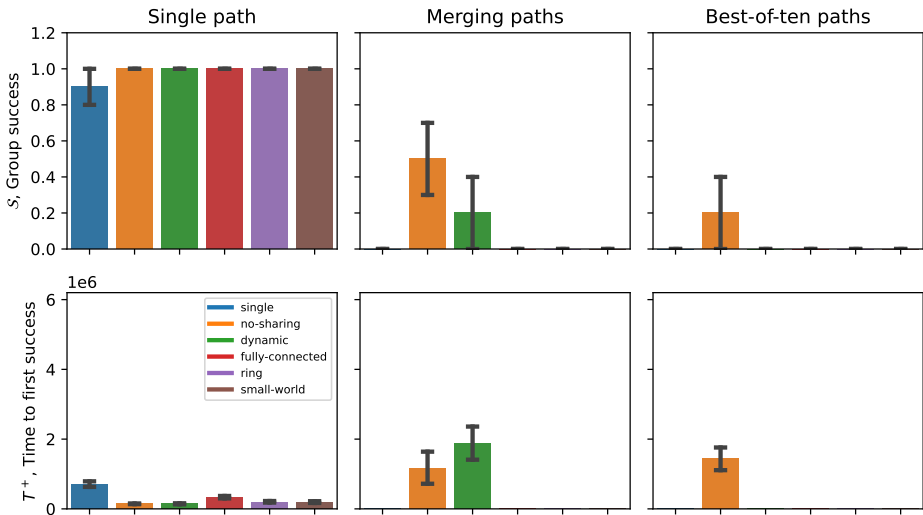 Single path
Merging paths
Best-of-ten paths
S, Group success
1.2
1.0
0.8
0.6
0.4
0.2
0.0
1e6
T⁺, Time to first success
6
4
2
0
single
no-sharing
dynamic
fully-connected
ring
small-world